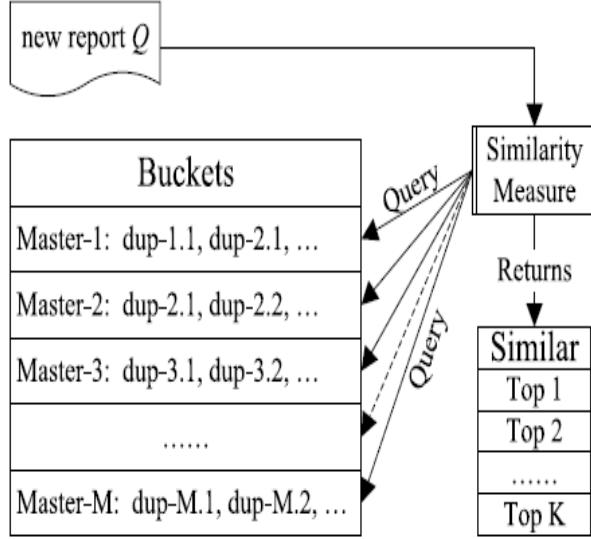 new report Q
Similarity
Measure
Buckets
Query
Master-1: dup-1.1, dup-2.1, …
Master-2: dup-2.1, dup-2.2, …
Master-3: dup-3.1, dup-3.2, …
……
Master-M: dup-M.1, dup-M.2, …
Query
Returns
Similar
Top 1
Top 2
……
Top K